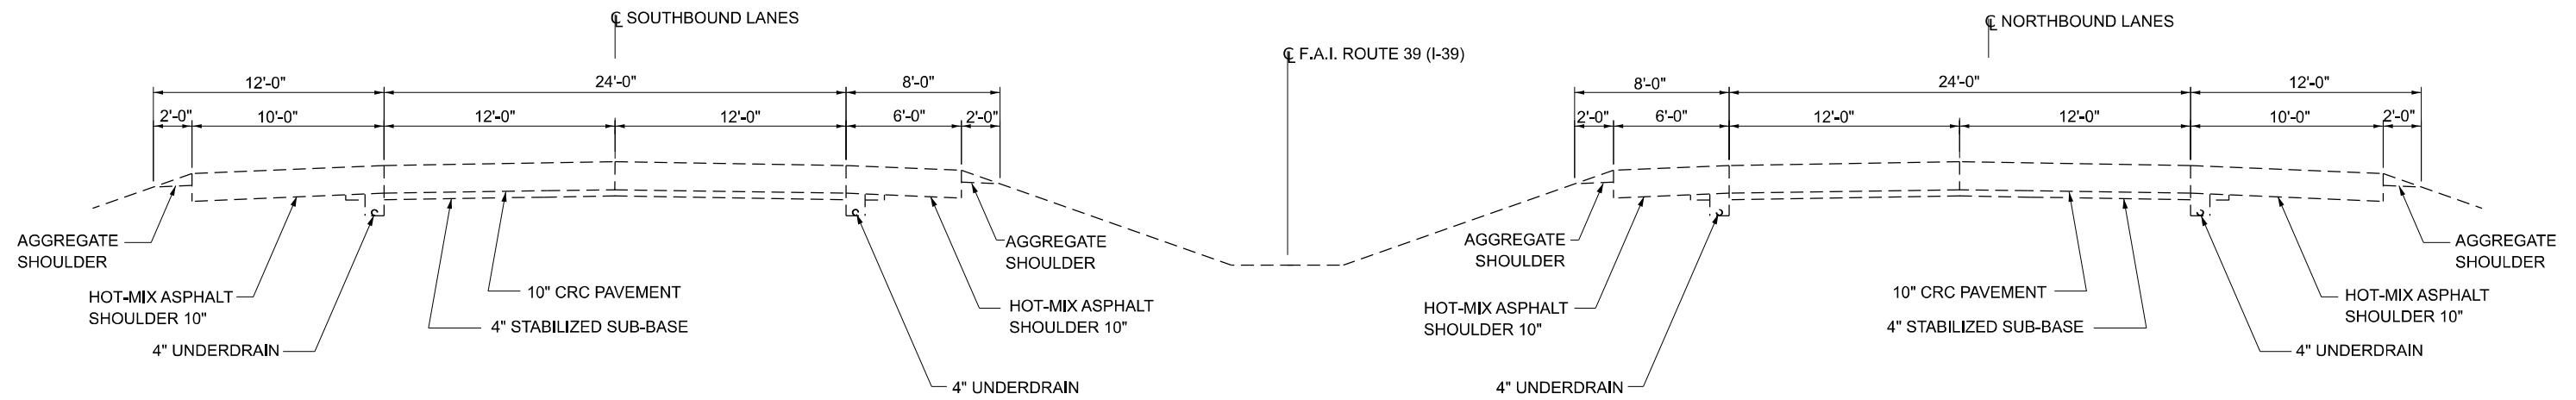 ℄ SOUTHBOUND LANES
℄ NORTHBOUND LANES
℄ F.A.I. ROUTE 39 (I-39)
12'-0" 24'-0" 8'-0"
8'-0" 24'-0" 12'-0"
2'-0" 10'-0" 12'-0" 12'-0" 6'-0" 2'-0"
2'-0" 6'-0" 12'-0" 12'-0" 10'-0" 2'-0"
AGGREGATE
SHOULDER
HOT-MIX ASPHALT
SHOULDER 10"
4" UNDERDRAIN
10" CRC PAVEMENT
4" STABILIZED SUB-BASE
AGGREGATE
SHOULDER
HOT-MIX ASPHALT
SHOULDER 10"
4" UNDERDRAIN
AGGREGATE
SHOULDER
HOT-MIX ASPHALT
SHOULDER 10"
4" UNDERDRAIN
10" CRC PAVEMENT
4" STABILIZED SUB-BASE
AGGREGATE
SHOULDER
HOT-MIX ASPHALT
SHOULDER 10"
4" UNDERDRAIN